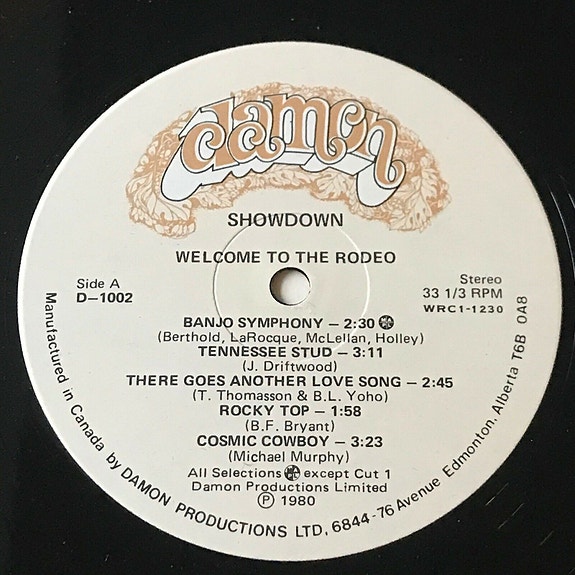 damon
SHOWDOWN
WELCOME TO THE RODEO
Side A
D-1002
Stereo
33 1/3 RPM
WRC1-1230
BANJO SYMPHONY – 2:30
(Berthold, LaRocque, McLellan, Holley)
TENNESSEE STUD – 3:11
(J. Driftwood)
THERE GOES ANOTHER LOVE SONG – 2:45
(T. Thomasson & B.L. Yoho)
ROCKY TOP – 1:58
(B.F. Bryant)
COSMIC COWBOY – 3:23
(Michael Murphy)
All Selections except Cut 1
Damon Productions Limited
Ⓟ 1980
Manufactured in Canada by DAMON PRODUCTIONS LTD, 6844-76 Avenue Edmonton. Alberta T6B 0A8